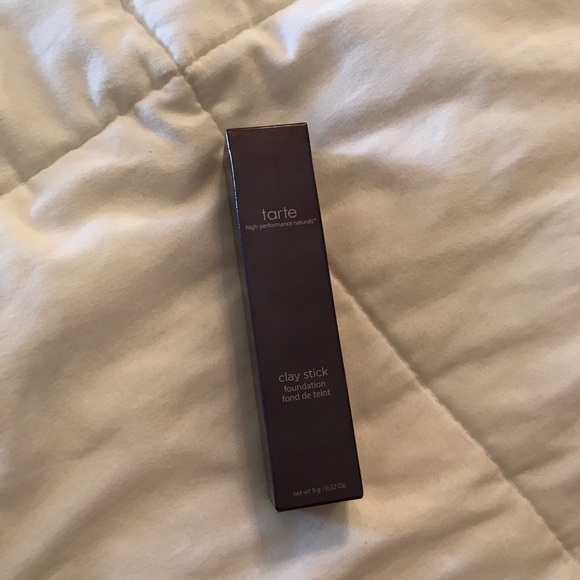 tarte
high-performance naturals™
clay stick
foundation
fond de teint
net wt 9 g / 0.32 Oz.